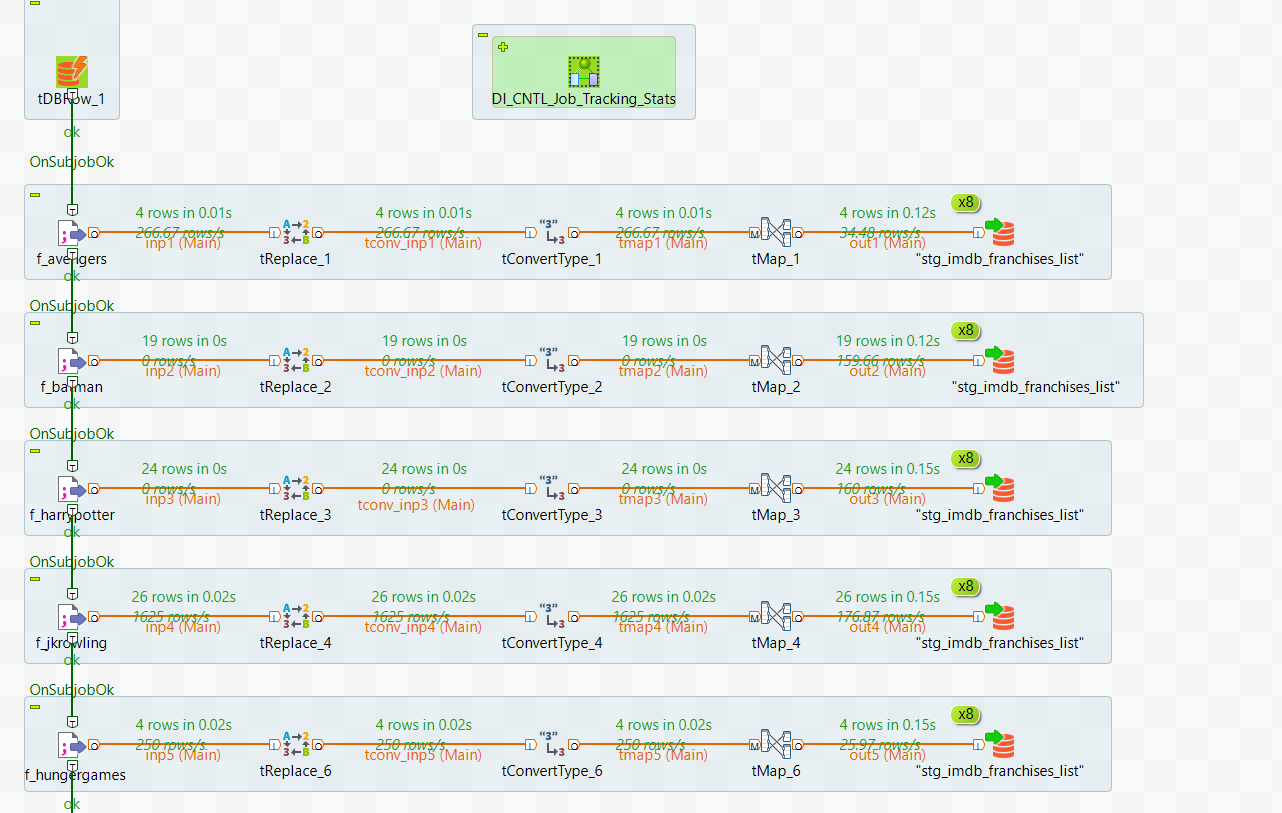 tDBRow_1
DI_CNTL_Job_Tracking_Stats
ok
OnSubjobOk
4 rows in 0.01s 4 rows in 0.01s 4 rows in 0.01s 4 rows in 0.12s x8
266.67 rows/s 266.67 rows/s 266.67 rows/s 34.48 rows/s
inp1 (Main) tconv_inp1 (Main) tmap1 (Main) out1 (Main)
f_avengers tReplace_1 tConvertType_1 tMap_1 "stg_imdb_franchises_list"
ok
OnSubjobOk
19 rows in 0s 19 rows in 0s 19 rows in 0s 19 rows in 0.12s x8
0 rows/s 0 rows/s 0 rows/s 159.66 rows/s
inp2 (Main) tconv_inp2 (Main) tmap2 (Main) out2 (Main)
f_batman tReplace_2 tConvertType_2 tMap_2 "stg_imdb_franchises_list"
ok
OnSubjobOk
24 rows in 0s 24 rows in 0s 24 rows in 0s 24 rows in 0.15s x8
0 rows/s 0 rows/s 0 rows/s 160 rows/s
inp3 (Main) tconv_inp3 (Main) tmap3 (Main) out3 (Main)
f_harrypotter tReplace_3 tConvertType_3 tMap_3 "stg_imdb_franchises_list"
ok
OnSubjobOk
26 rows in 0.02s 26 rows in 0.02s 26 rows in 0.02s 26 rows in 0.15s x8
1625 rows/s 1625 rows/s 1625 rows/s 176.87 rows/s
inp4 (Main) tconv_inp4 (Main) tmap4 (Main) out4 (Main)
f_jkrowling tReplace_4 tConvertType_4 tMap_4 "stg_imdb_franchises_list"
ok
OnSubjobOk
4 rows in 0.02s 4 rows in 0.02s 4 rows in 0.02s 4 rows in 0.15s x8
250 rows/s 250 rows/s 250 rows/s 25.97 rows/s
inp5 (Main) tconv_inp5 (Main) tmap5 (Main) out5 (Main)
f_hungergames tReplace_6 tConvertType_6 tMap_6 "stg_imdb_franchises_list"
ok